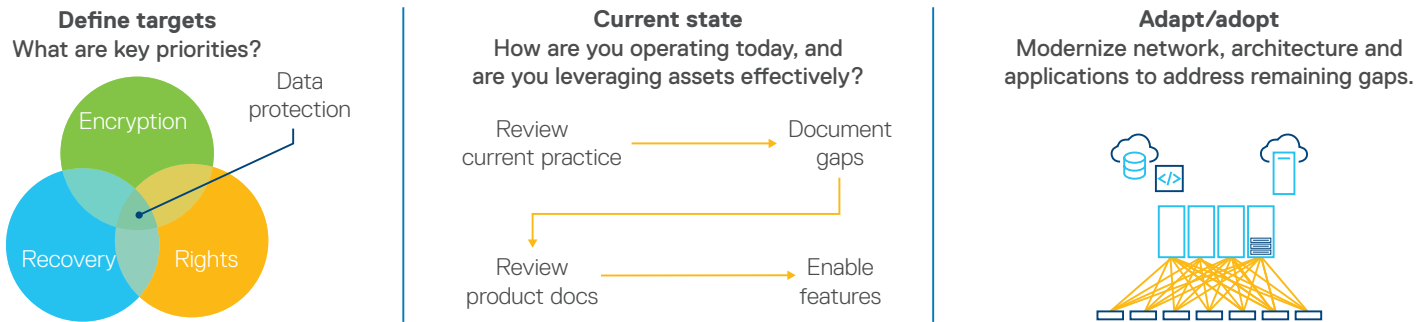 Define targets
What are key priorities?
Data
protection
Encryption
Recovery
Rights
Current state
How are you operating today, and
are you leveraging assets effectively?
Review
current practice
Document
gaps
Review
product docs
Enable
features
Adapt/adopt
Modernize network, architecture and
applications to address remaining gaps.
</>